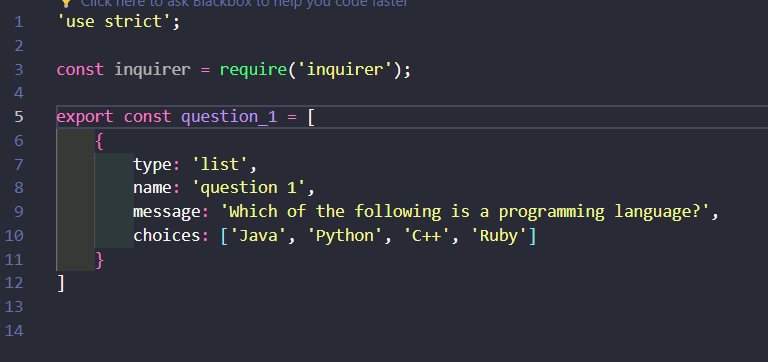 Click here to ask Blackbox to help you code faster
1 'use strict';
2
3 const inquirer = require('inquirer');
4
5 export const question_1 = [
6 {
7 type: 'list',
8 name: 'question 1',
9 message: 'Which of the following is a programming language?',
10 choices: ['Java', 'Python', 'C++', 'Ruby']
11 }
12 ]
13
14